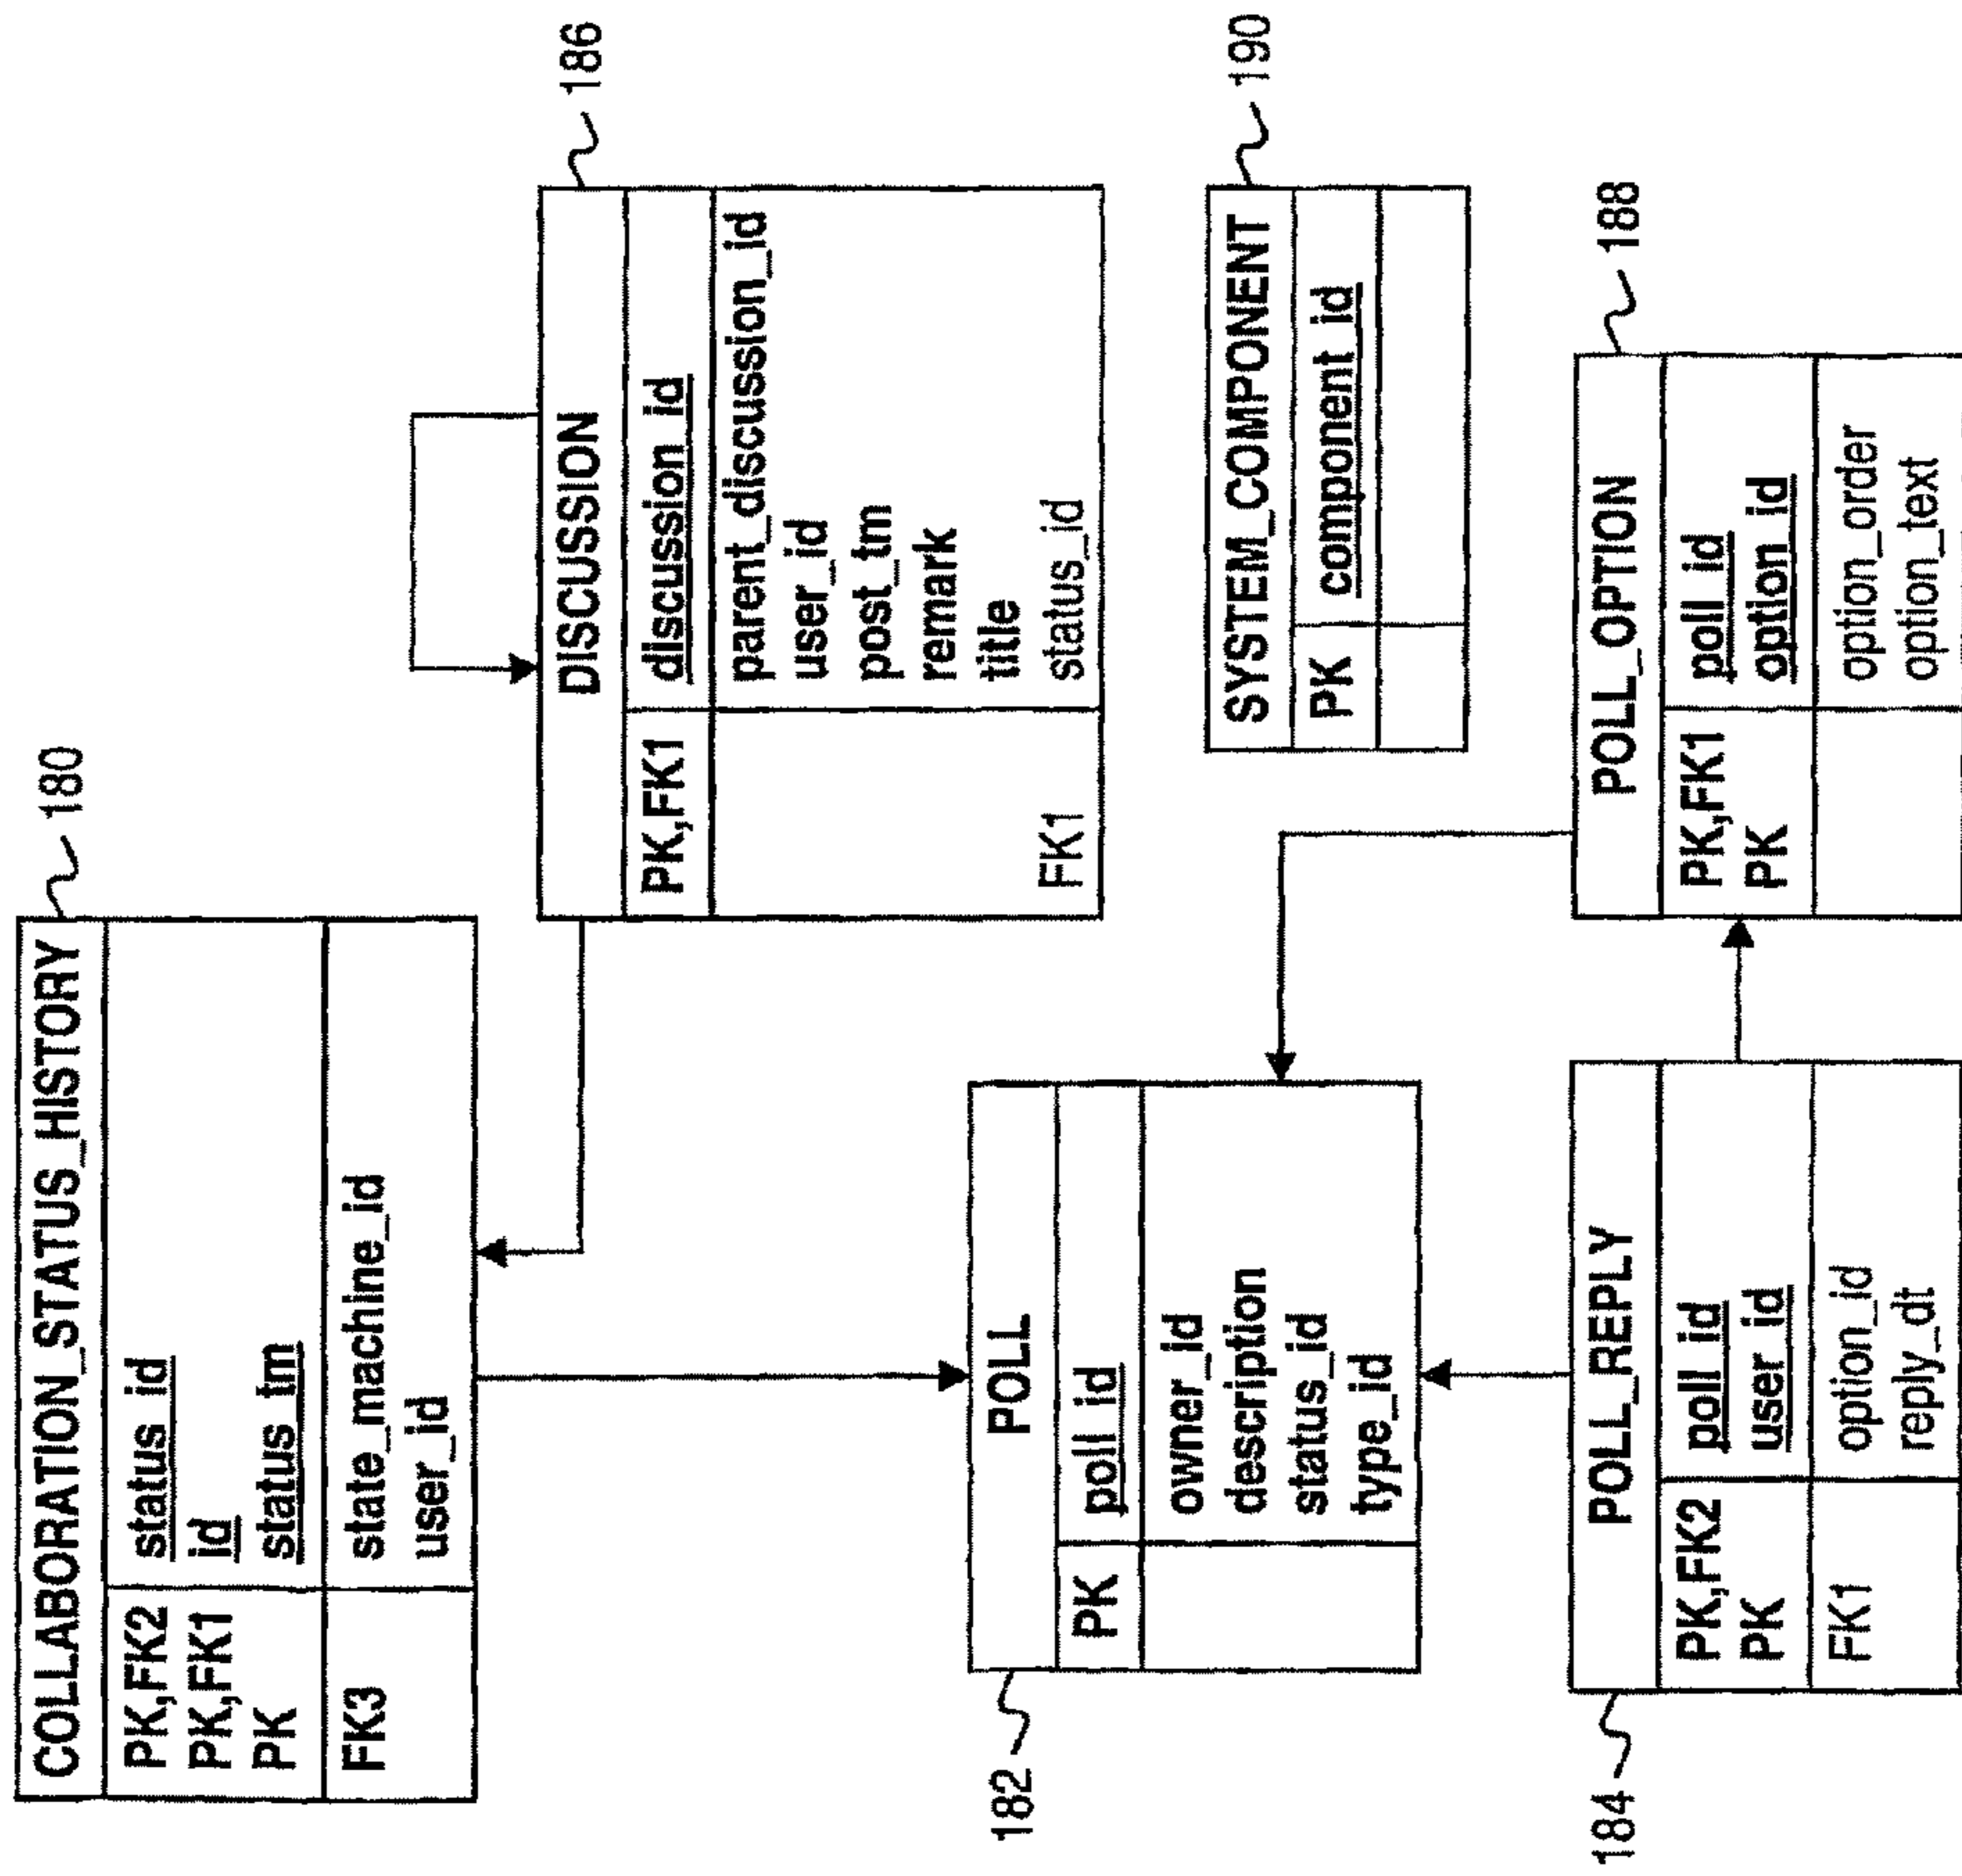 180
COLLABORATION_STATUS_HISTORY
PK,FK2 status_id
PK,FK1 id
PK status_tm
FK3 state_machine_id
user_id
186
DISCUSSION
PK,FK1 discussion_id
parent_discussion_id
user_id
post_tm
remark
title
FK1 status_id
182
POLL
PK poll_id
owner_id
description
status_id
type_id
190
SYSTEM_COMPONENT
PK component_id
184
POLL_REPLY
PK,FK2 poll_id
PK user_id
FK1 option_id
reply_dt
188
POLL_OPTION
PK,FK1 poll_id
PK option_id
option_order
option_text